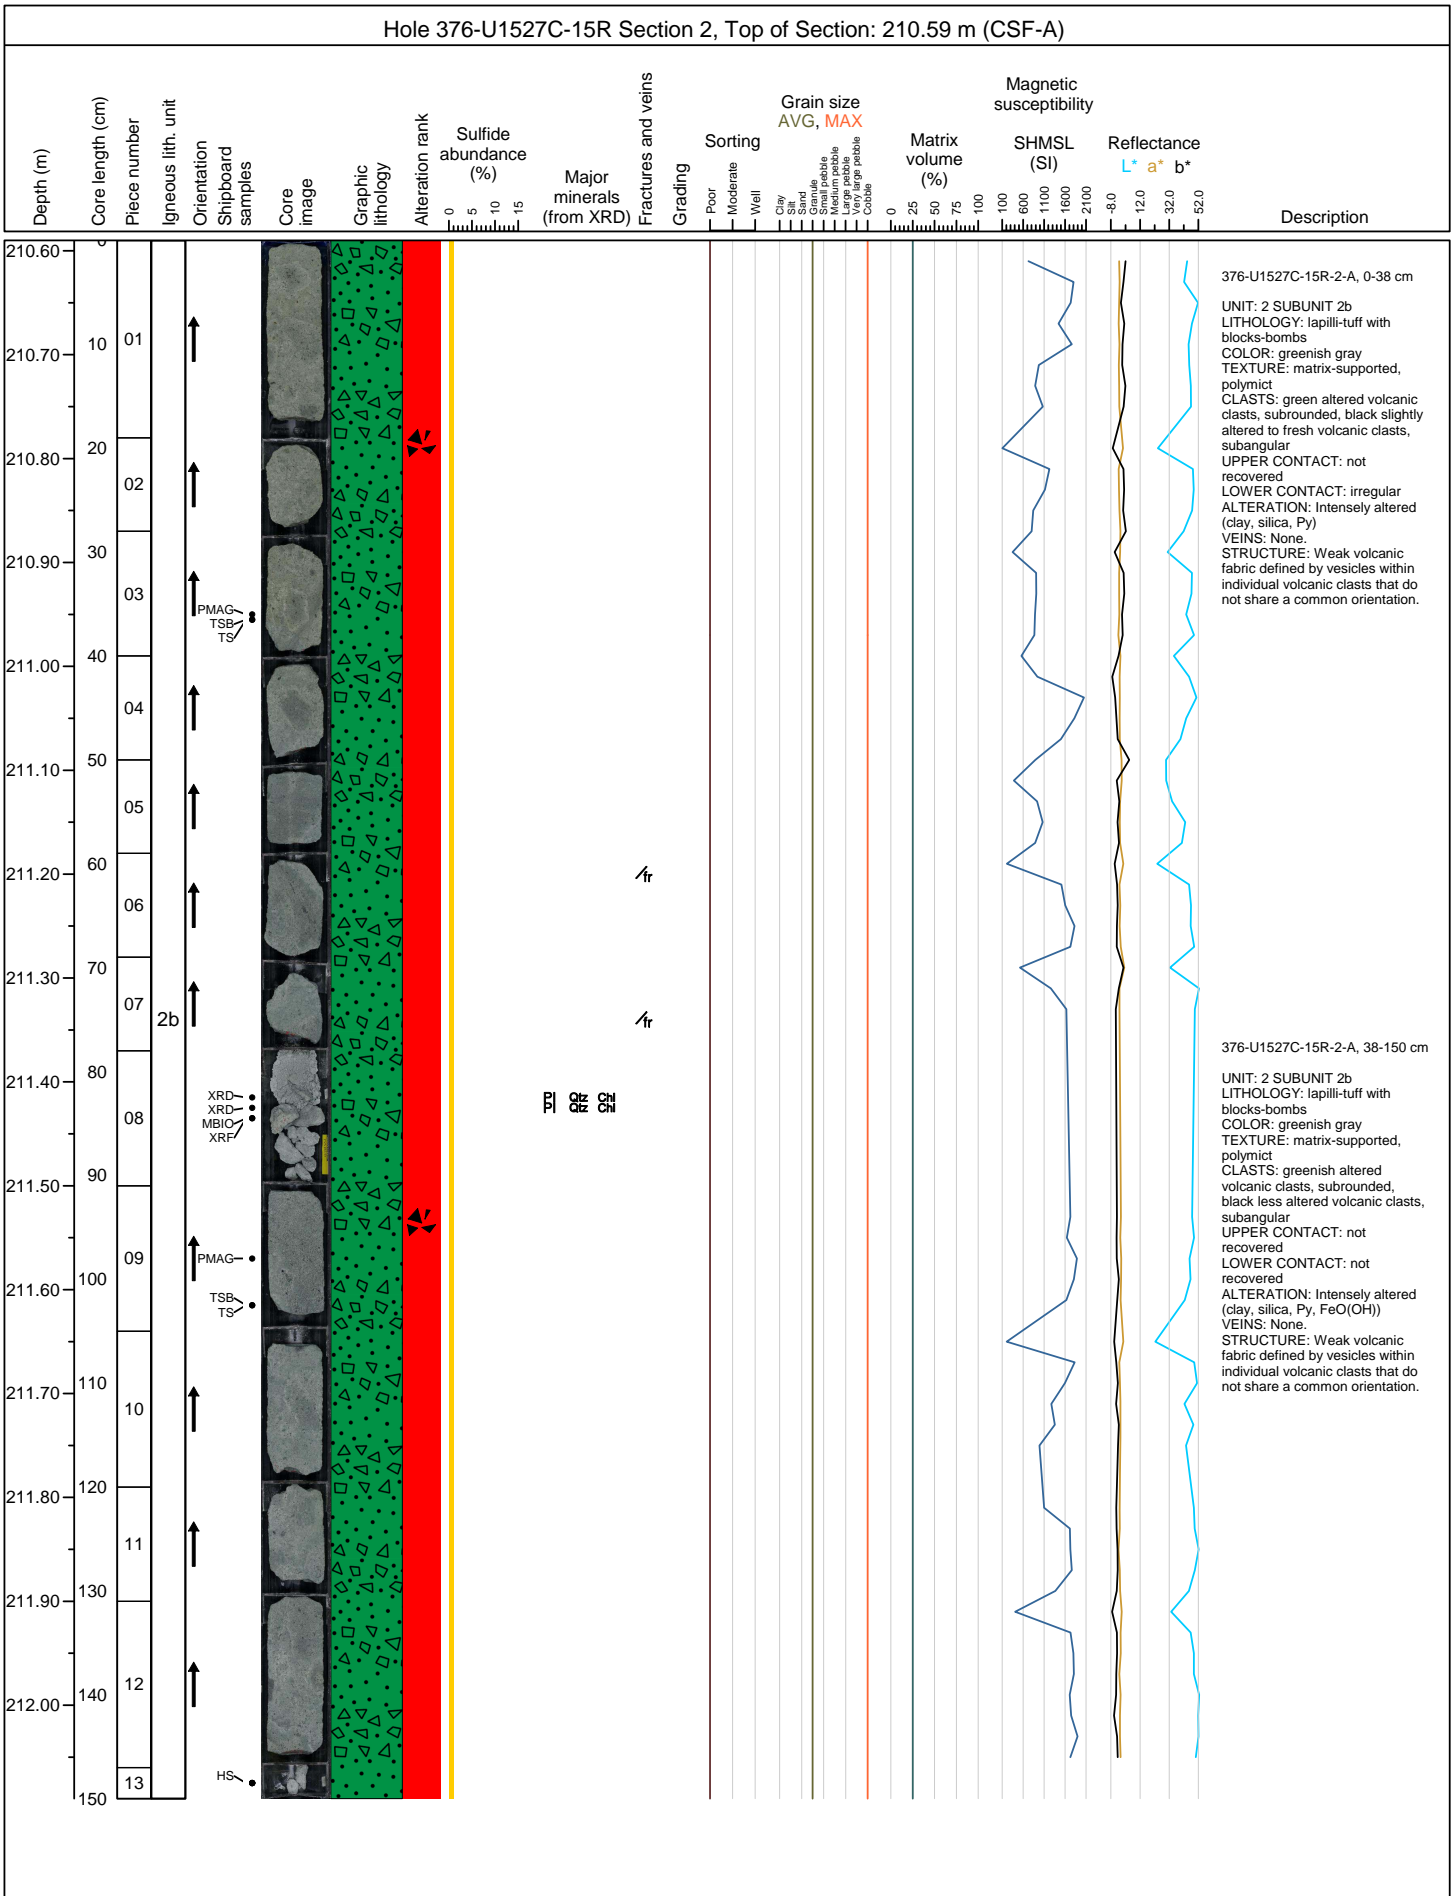 Hole 376-U1527C-15R Section 2, Top of Section: 210.59 m (CSF-A)
Depth (m)
Core length (cm)
Piece number
Igneous lith. unit
Orientation
Shipboard
samples
Core
image
Graphic
lithology
Alteration rank
Sulfide
abundance
(%)
0 5 10 15
Major
minerals
(from XRD)
Fractures and veins
Grading
Sorting
Poor
Moderate
Well
Grain size
AVG, MAX
Clay
Silt
Sand
Granule
Small pebble
Medium pebble
Large pebble
Very large pebble
Cobble
Matrix
volume
(%)
0 25 50 75 100
Magnetic
susceptibility
SHMSL
(SI)
100 600 1100 1600 2100
Reflectance
L* a* b*
-8.0 12.0 32.0 52.0
Description
210.60
210.70
210.80
210.90
211.00
211.10
211.20
211.30
211.40
211.50
211.60
211.70
211.80
211.90
212.00
0
10
20
30
40
50
60
70
80
90
100
110
120
130
140
150
01
02
03
04
05
06
07
08
09
10
11
12
13
2b
PMAG
TSB
TS
XRD
XRD
MBIO
XRF
PMAG
TSB
TS
HS
Pl Qtz Chl
Pl Qtz Chl
fr
fr
376-U1527C-15R-2-A, 0-38 cm
UNIT: 2 SUBUNIT 2b
LITHOLOGY: lapilli-tuff with
blocks-bombs
COLOR: greenish gray
TEXTURE: matrix-supported,
polymict
CLASTS: green altered volcanic
clasts, subrounded, black slightly
altered to fresh volcanic clasts,
subangular
UPPER CONTACT: not
recovered
LOWER CONTACT: irregular
ALTERATION: Intensely altered
(clay, silica, Py)
VEINS: None.
STRUCTURE: Weak volcanic
fabric defined by vesicles within
individual volcanic clasts that do
not share a common orientation.
376-U1527C-15R-2-A, 38-150 cm
UNIT: 2 SUBUNIT 2b
LITHOLOGY: lapilli-tuff with
blocks-bombs
COLOR: greenish gray
TEXTURE: matrix-supported,
polymict
CLASTS: greenish altered
volcanic clasts, subrounded,
black less altered volcanic clasts,
subangular
UPPER CONTACT: not
recovered
LOWER CONTACT: not
recovered
ALTERATION: Intensely altered
(clay, silica, Py, FeO(OH))
VEINS: None.
STRUCTURE: Weak volcanic
fabric defined by vesicles within
individual volcanic clasts that do
not share a common orientation.